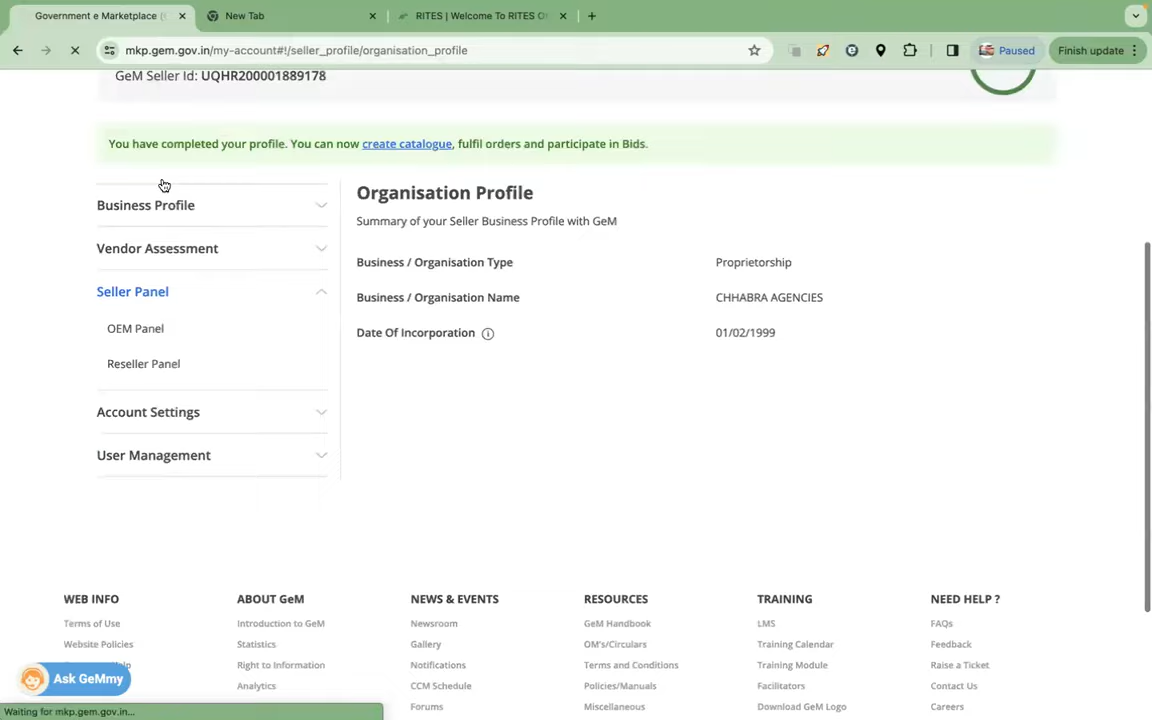 Government e Marketplace (
New Tab
RITES | Welcome To RITES O
mkp.gem.gov.in/my-account#!/seller_profile/organisation_profile
Paused
Finish update
GeM Seller Id: UQHR200001889178
You have completed your profile. You can now create catalogue, fulfil orders and participate in Bids.
Business Profile
Vendor Assessment
Seller Panel
OEM Panel
Reseller Panel
Account Settings
User Management
Organisation Profile
Summary of your Seller Business Profile with GeM
Business / Organisation Type Proprietorship
Business / Organisation Name CHHABRA AGENCIES
Date Of Incorporation 01/02/1999
WEB INFO
Terms of Use
Website Policies
ABOUT GeM
Introduction to GeM
Statistics
Right to Information
Analytics
NEWS & EVENTS
Newsroom
Gallery
Notifications
CCM Schedule
Forums
RESOURCES
GeM Handbook
OM's/Circulars
Terms and Conditions
Policies/Manuals
Miscellaneous
TRAINING
LMS
Training Calendar
Training Module
Facilitators
Download GeM Logo
NEED HELP ?
FAQs
Feedback
Raise a Ticket
Contact Us
Careers
Ask GeMmy
Waiting for mkp.gem.gov.in...